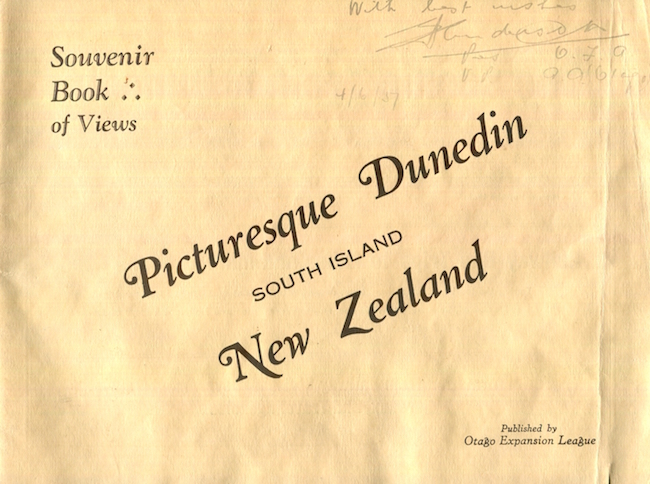 With best wishes
4/6/37
Souvenir
Book ∴
of Views
Picturesque Dunedin
SOUTH ISLAND
New Zealand
Published by
Otago Expansion League